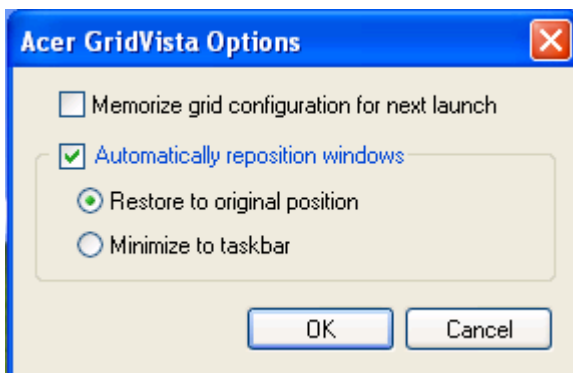 Acer GridVista Options
Memorize grid configuration for next launch
Automatically reposition windows
Restore to original position
Minimize to taskbar
OK Cancel